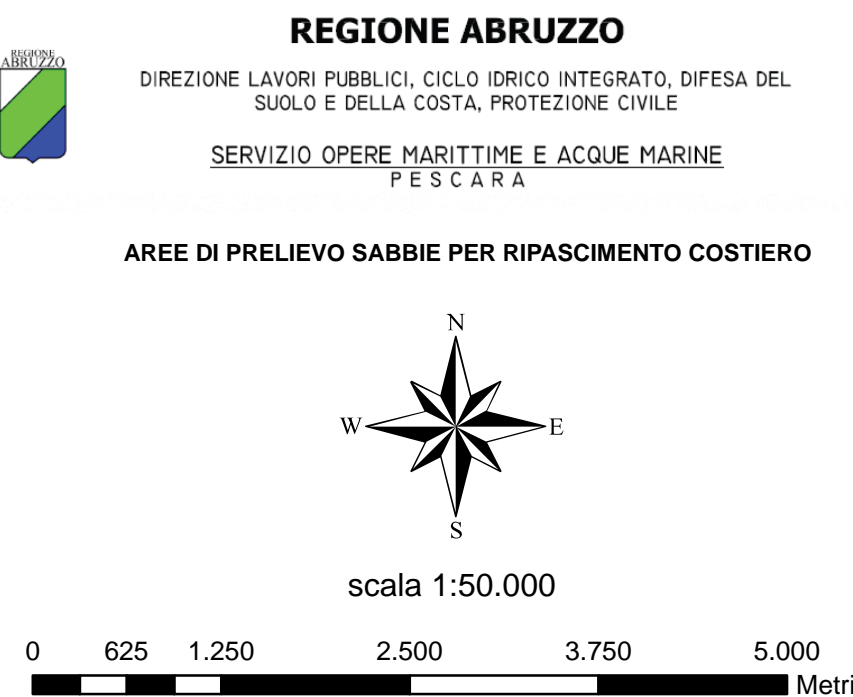 REGIONE ABRUZZO
REGIONE
ABRUZZO
DIREZIONE LAVORI PUBBLICI, CICLO IDRICO INTEGRATO, DIFESA DEL
SUOLO E DELLA COSTA, PROTEZIONE CIVILE
SERVIZIO OPERE MARITTIME E ACQUE MARINE
PESCARA
AREE DI PRELIEVO SABBIE PER RIPASCIMENTO COSTIERO
N
W E
S
scala 1:50.000
0 625 1.250 2.500 3.750 5.000
Metri